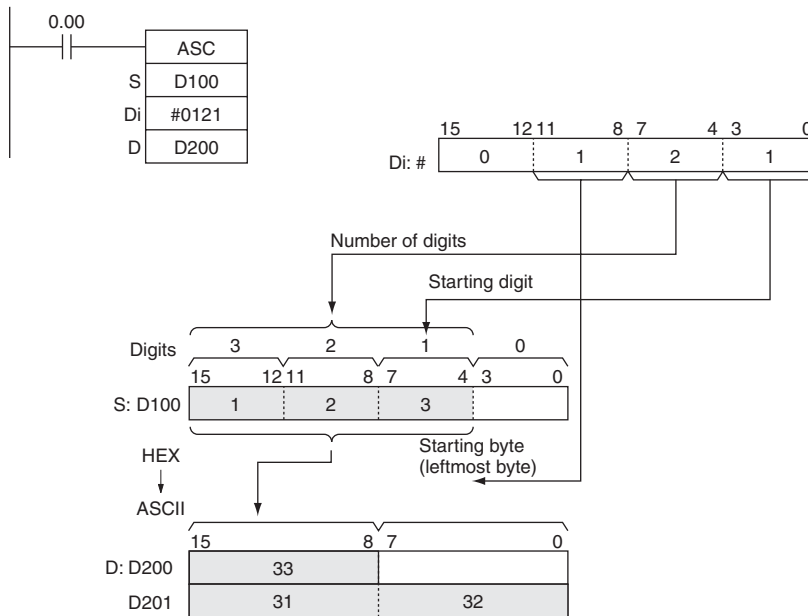 0.00
ASC
S D100
Di #0121
D D200
15 12 11 8 7 4 3 0
Di: # 0 1 2 1
Number of digits
Starting digit
Digits 3 2 1 0
15 12 11 8 7 4 3 0
S: D100 1 2 3
Starting byte
(leftmost byte)
HEX
ASCII
15 8 7 0
D: D200 33
D201 31 32